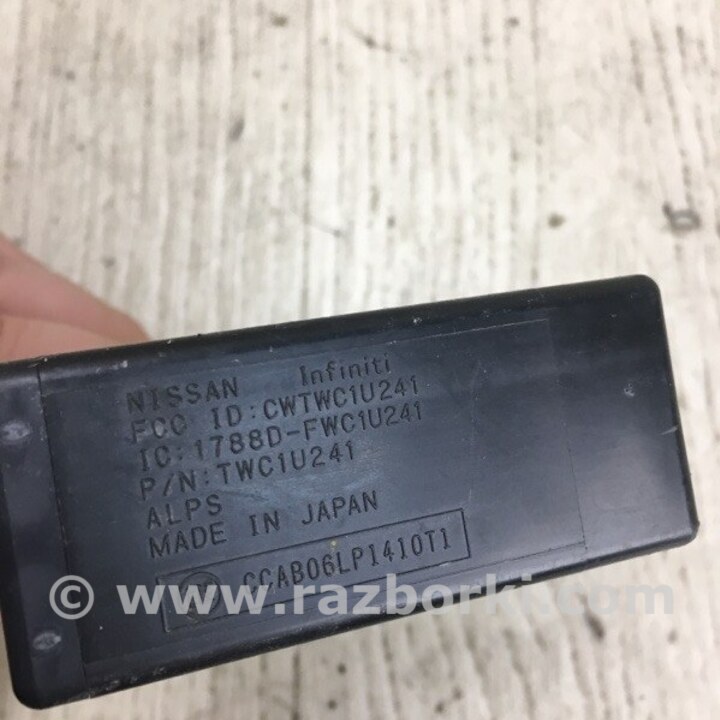 NISSAN Infiniti
FCC ID:CWTWC1U241
IC:1788D-FWC1U241
P/N:TWC1U241
ALPS
MADE IN JAPAN
CCAB06LP1410T1
© www.razborki.com